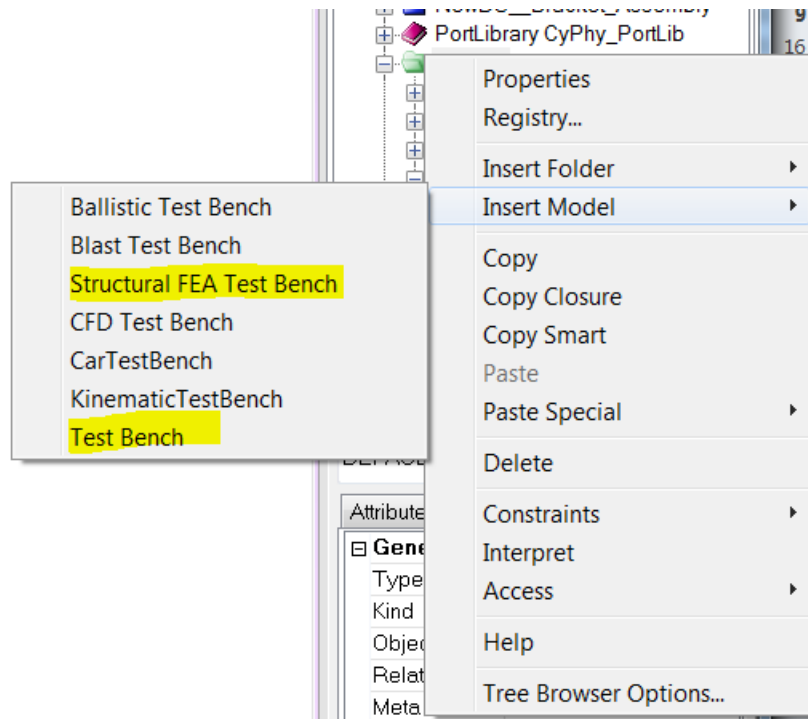 PortLibrary CyPhy_PortLib
16
Properties
Registry...
Insert Folder
Insert Model
Copy
Copy Closure
Copy Smart
Paste
Paste Special
Delete
Constraints
Interpret
Access
Help
Tree Browser Options...
Ballistic Test Bench
Blast Test Bench
Structural FEA Test Bench
CFD Test Bench
CarTestBench
KinematicTestBench
Test Bench
Attribute
Gene
Type
Kind
Objec
Relat
Meta